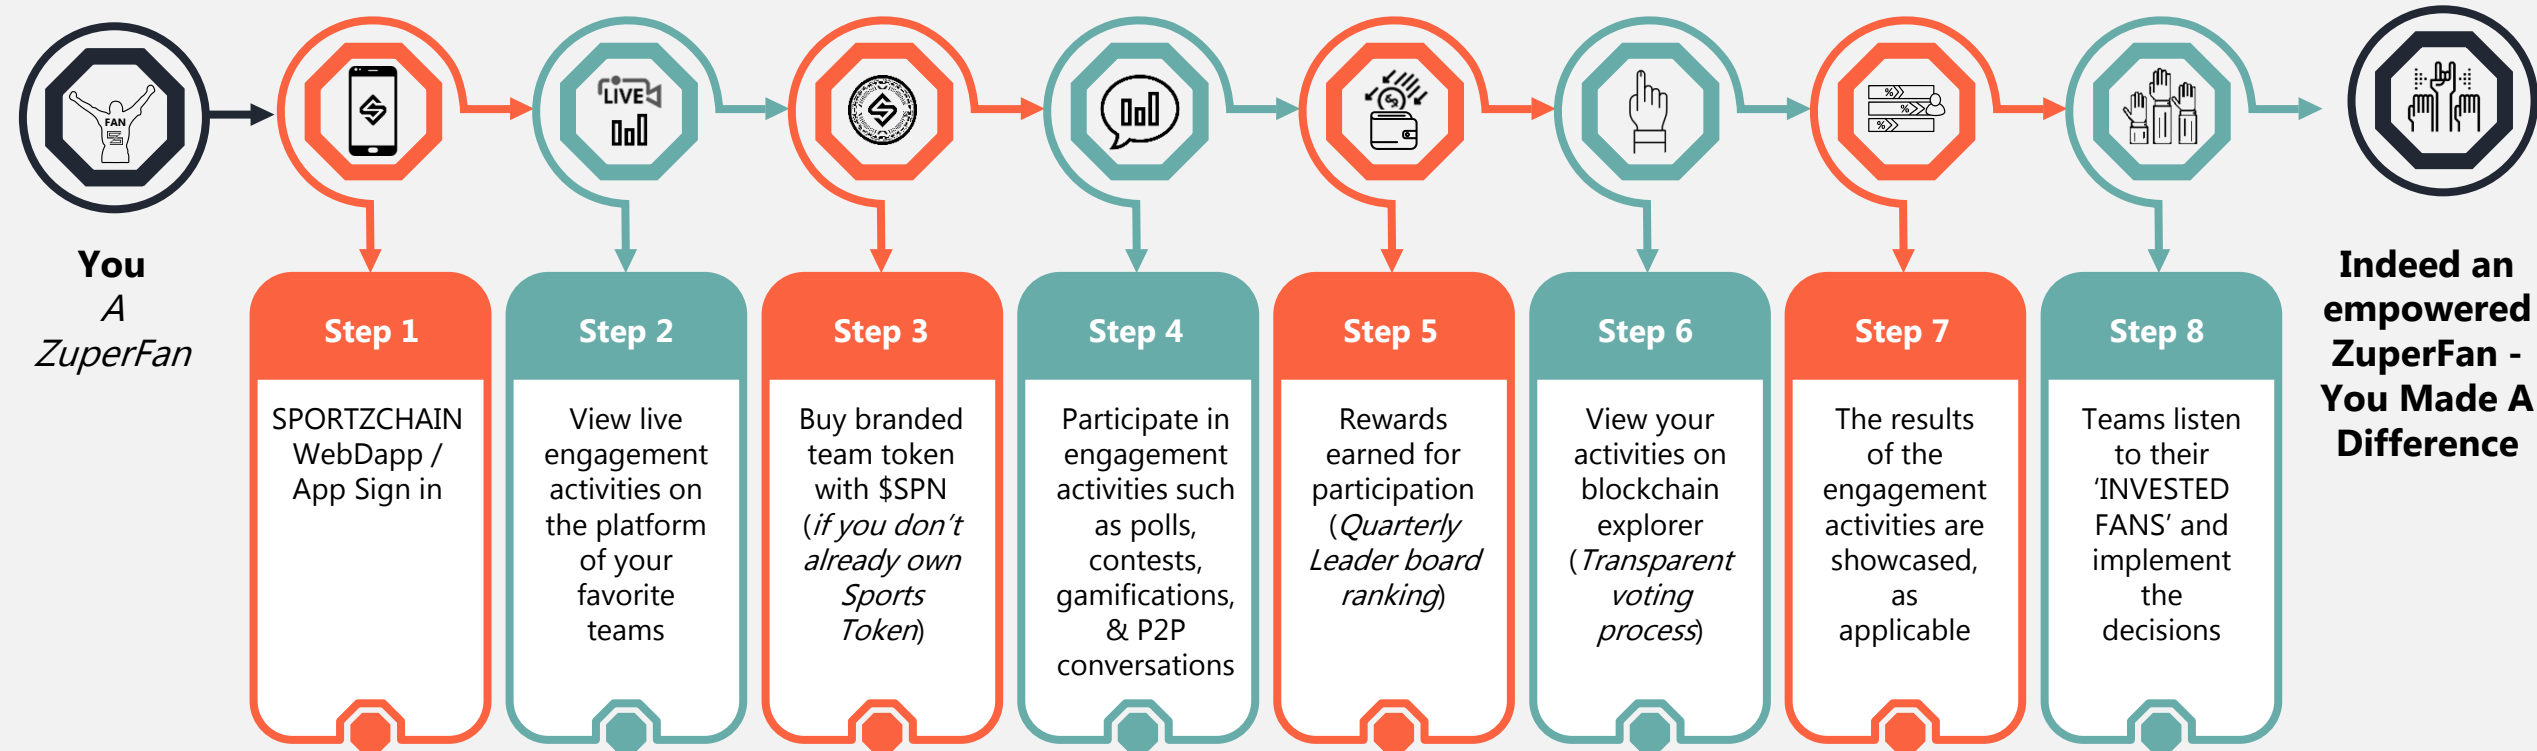 FAN
LIVE
You
A
ZuperFan
Step 1
SPORTZCHAIN
WebDapp /
App Sign in
Step 2
View live
engagement
activities on
the platform
of your
favorite
teams
Step 3
Buy branded
team token
with $SPN
(if you don’t
already own
Sports
Token)
Step 4
Participate in
engagement
activities such
as polls,
contests,
gamifications,
& P2P
conversations
Step 5
Rewards
earned for
participation
(Quarterly
Leader board
ranking)
Step 6
View your
activities on
blockchain
explorer
(Transparent
voting
process)
Step 7
%
%
%
The results
of the
engagement
activities are
showcased,
as
applicable
Step 8
Teams listen
to their
‘INVESTED
FANS’ and
implement
the
decisions
Indeed an
empowered
ZuperFan -
You Made A
Difference